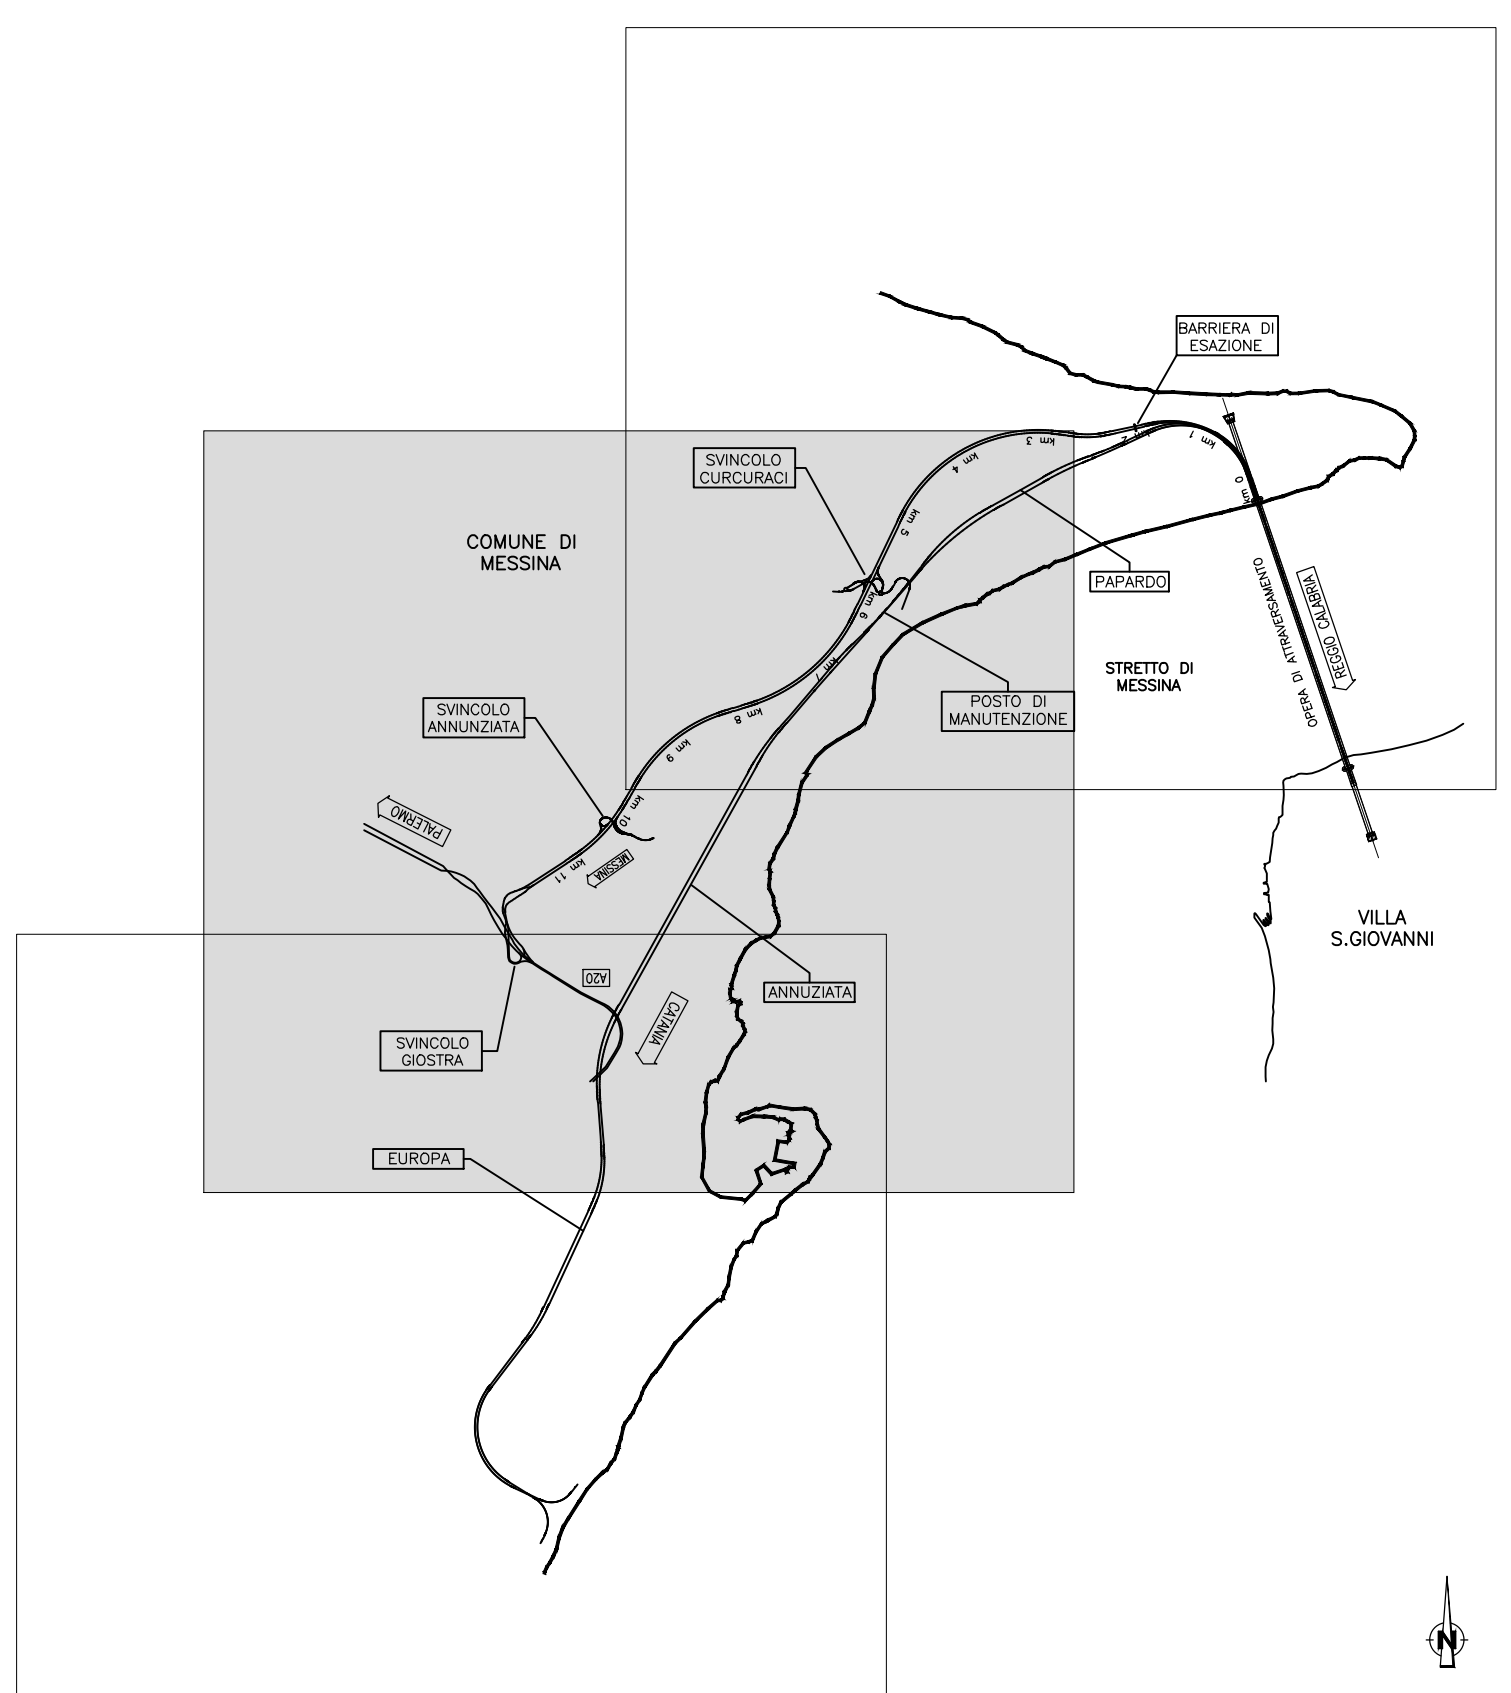 BARRIERA DI
ESAZIONE
SVINCOLO
CURCURACI
km 0
km 1
km 2
km 3
km 4
km 5
km 6
km 7
km 8
km 9
km 10
km 11
COMUNE DI
MESSINA
PAPARDO
OPERA DI ATTRAVERSAMENTO
REGGIO CALABRIA
STRETTO DI
MESSINA
POSTO DI
MANUTENZIONE
SVINCOLO
ANNUNZIATA
PALERMO
MESSINA
VILLA
S.GIOVANNI
A20
ANNUZIATA
CATANIA
SVINCOLO
GIOSTRA
EUROPA
N